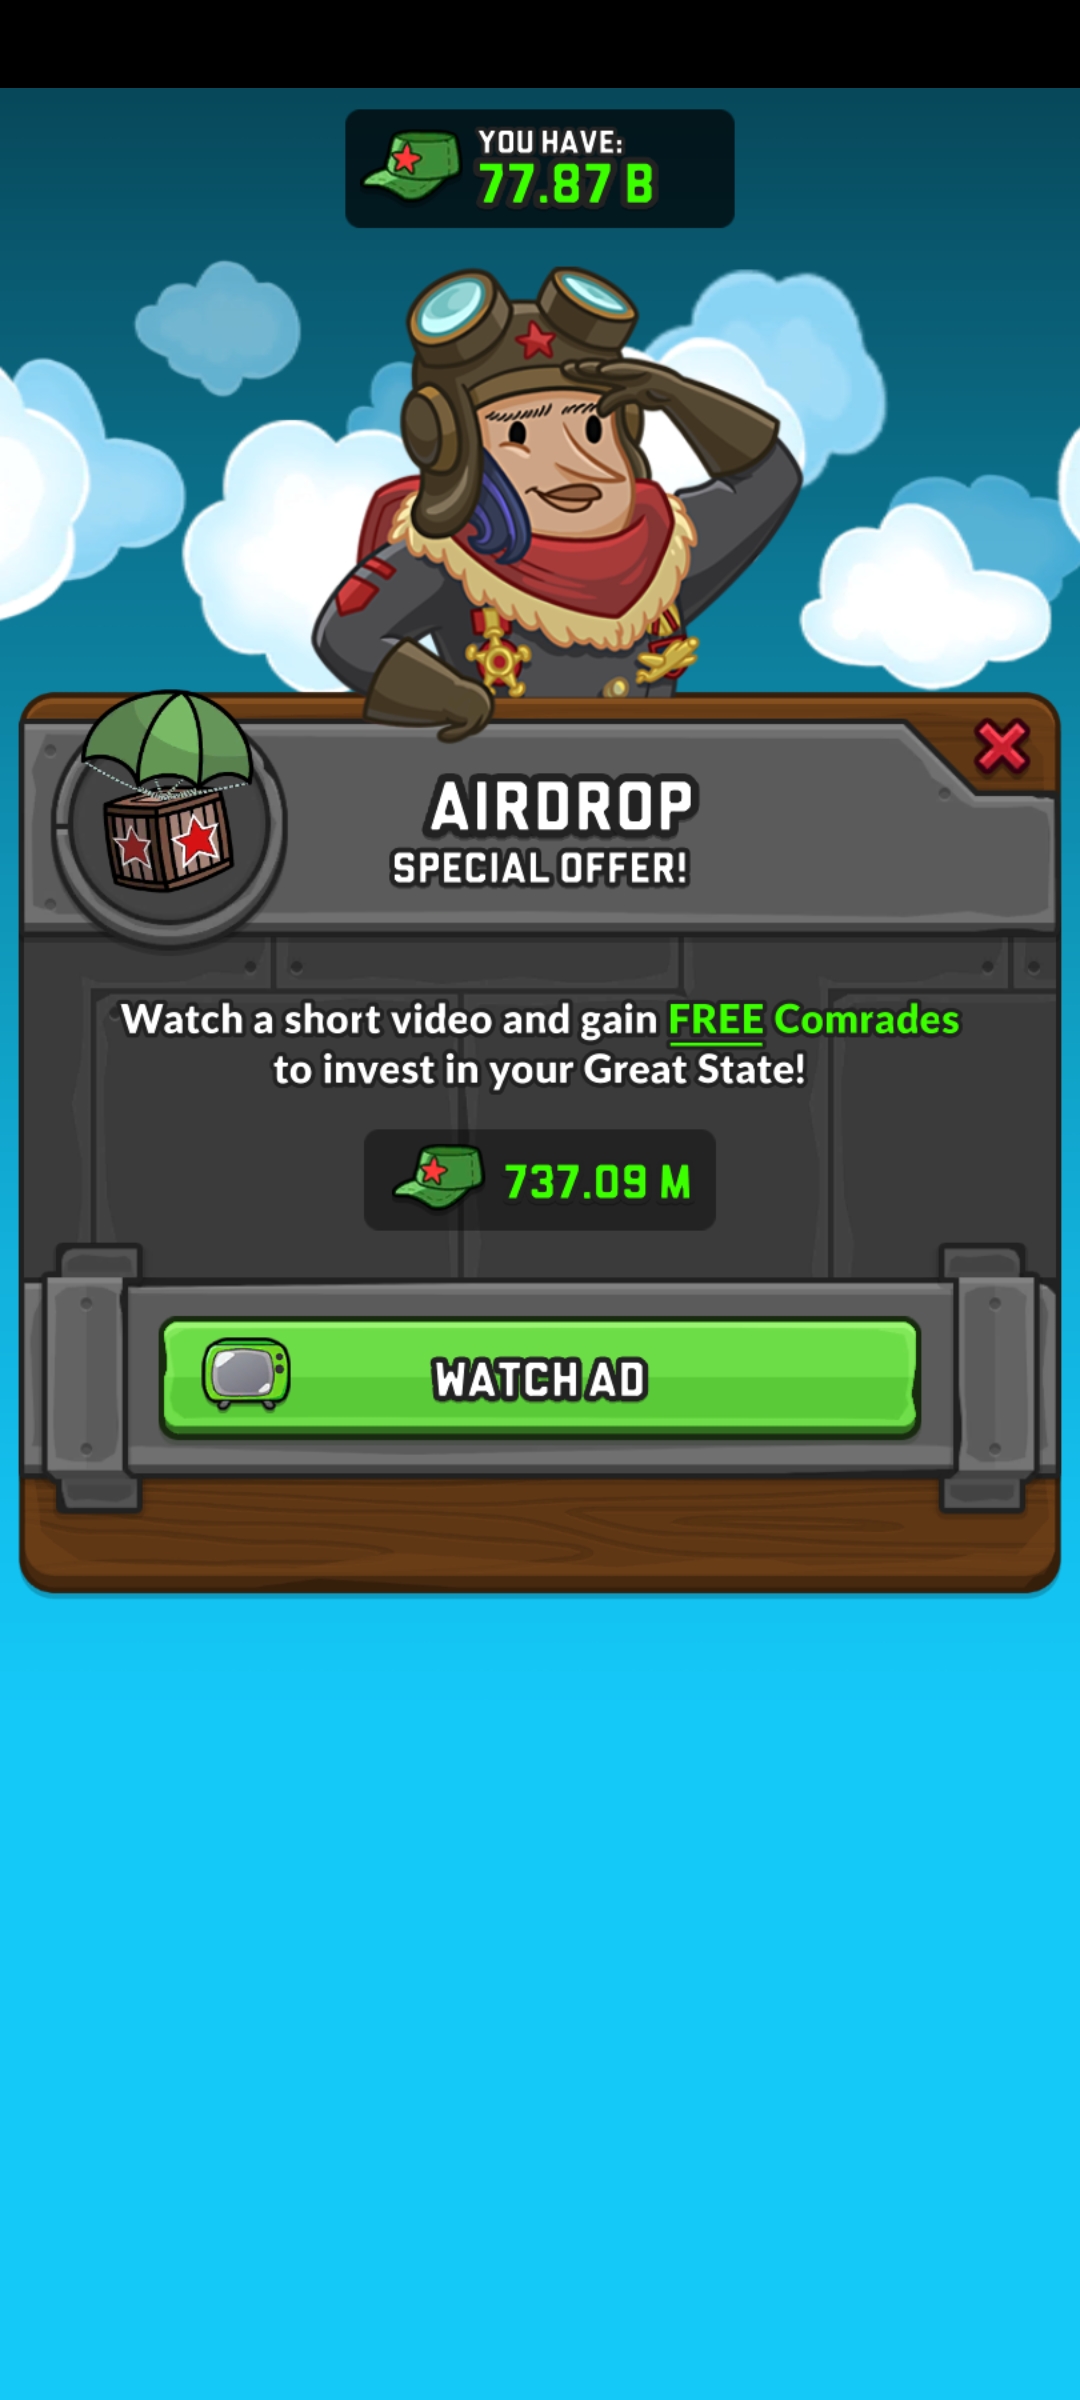 YOU HAVE:
77.87 B
AIRDROP
SPECIAL OFFER!
Watch a short video and gain FREE Comrades
to invest in your Great State!
737.09 M
WATCH AD